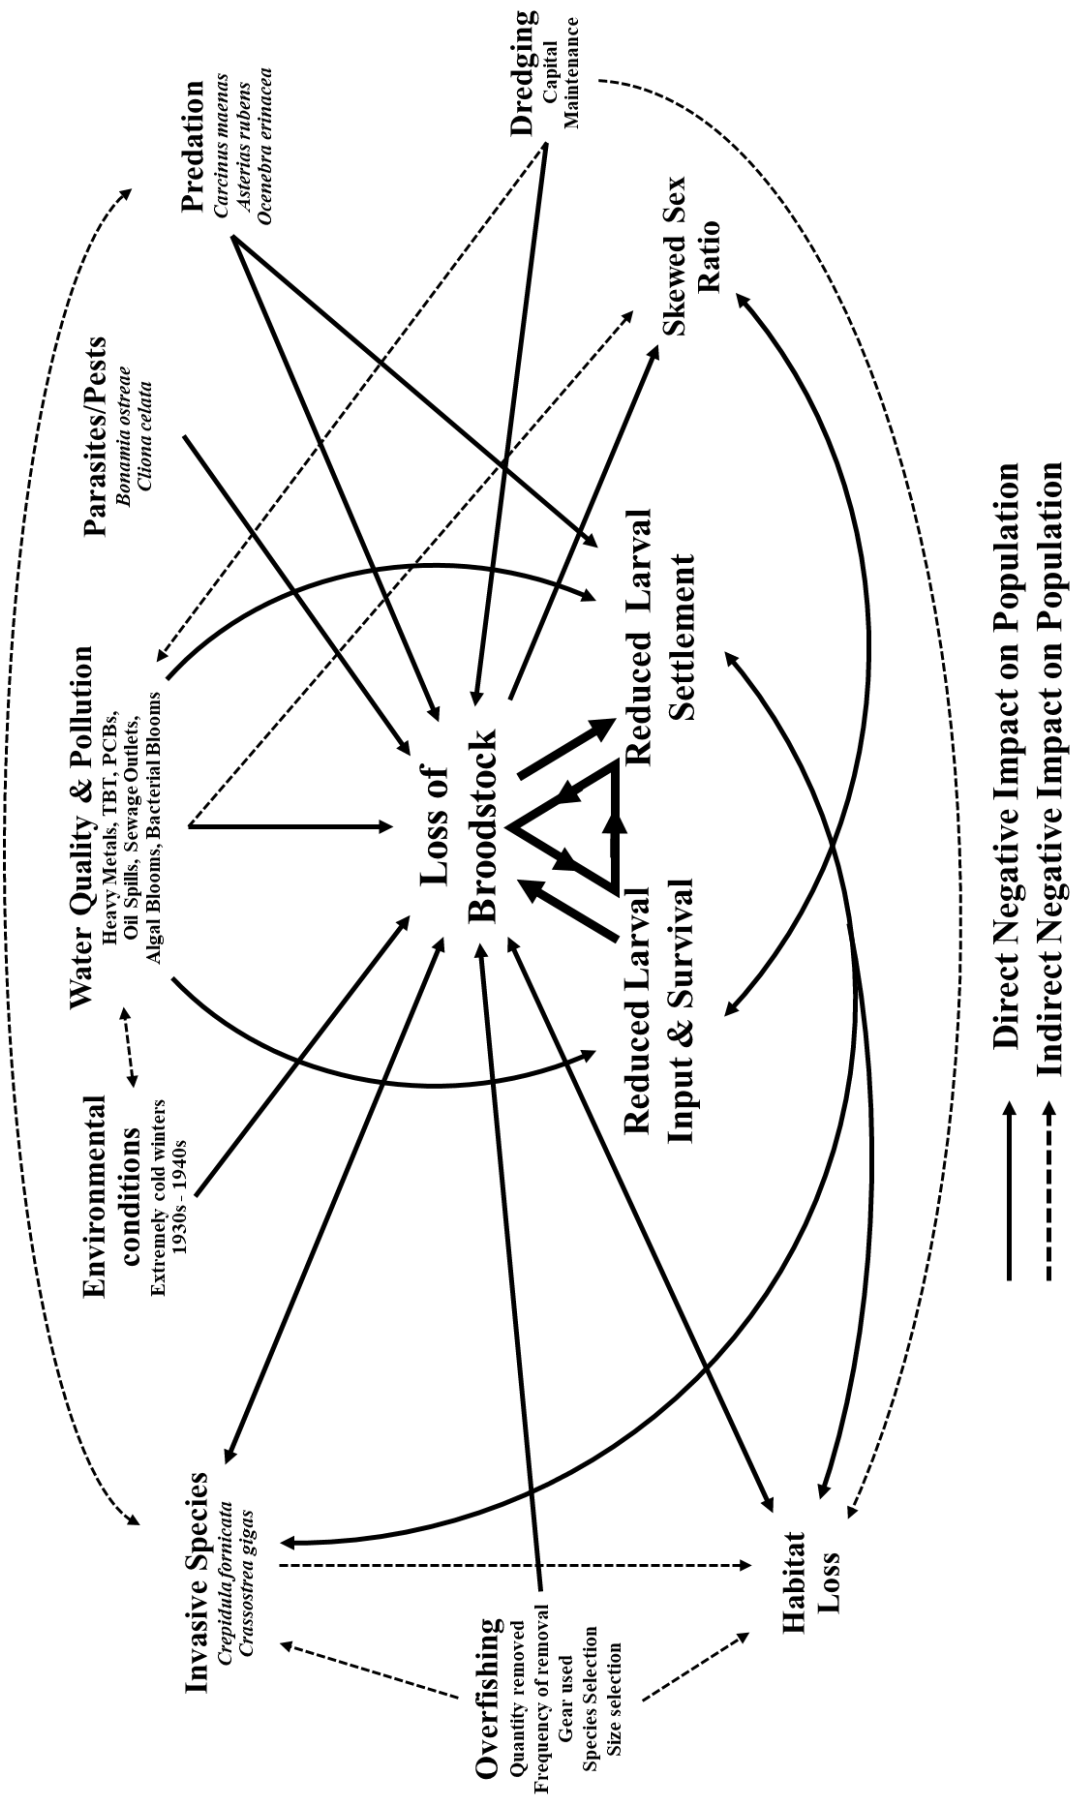 Water Quality & Pollution
Heavy Metals, TBT, PCBs,
Oil Spills, Sewage Outlets,
Algal Blooms, Bacterial Blooms
Environmental
conditions
Extremely cold winters
1930s - 1940s
Parasites/Pests
Bonamia ostreae
Cliona celata
Invasive Species
Crepidula fornicata
Crassostrea gigas
Predation
Carcinus maenas
Asterias rubens
Ocenebra erinacea
Loss of
Broodstock
Overfishing
Quantity removed
Frequency of removal
Gear used
Species Selection
Size selection
Dredging
Capital
Maintenance
Reduced Larval
Input & Survival
Reduced Larval
Settlement
Skewed Sex
Ratio
Habitat
Loss
Direct Negative Impact on Population
Indirect Negative Impact on Population